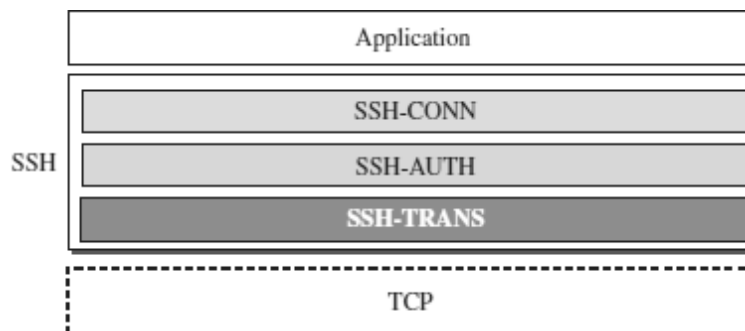 Application
SSH-CONN
SSH
SSH-AUTH
SSH-TRANS
TCP